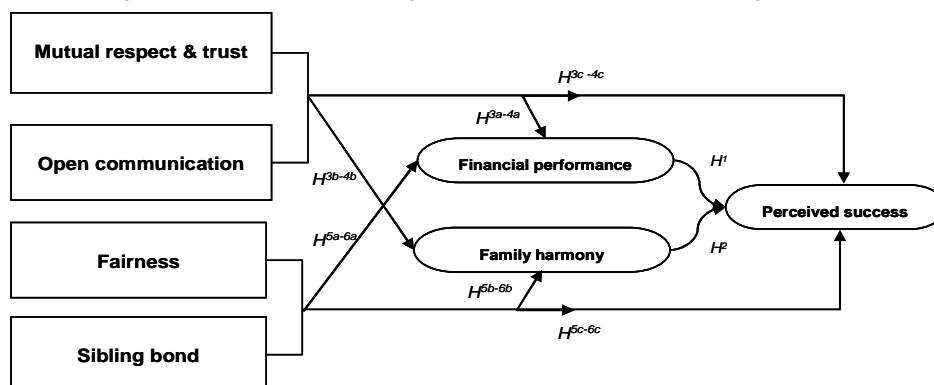 Mutual respect & trust
H3c -4c
H3a-4a
Open communication
Financial performance
H1
H3b-4b
Perceived success
H5a-6a
Fairness
Family harmony
H2
H5b-6b
H5c-6c
Sibling bond